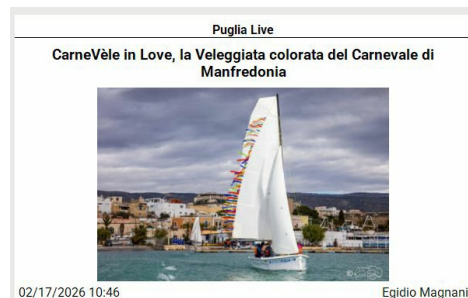 Puglia Live
CarneVèle in Love, la Veleggiata colorata del Carnevale di
Manfredonia
02/17/2026 10:46
Egidio Magnani